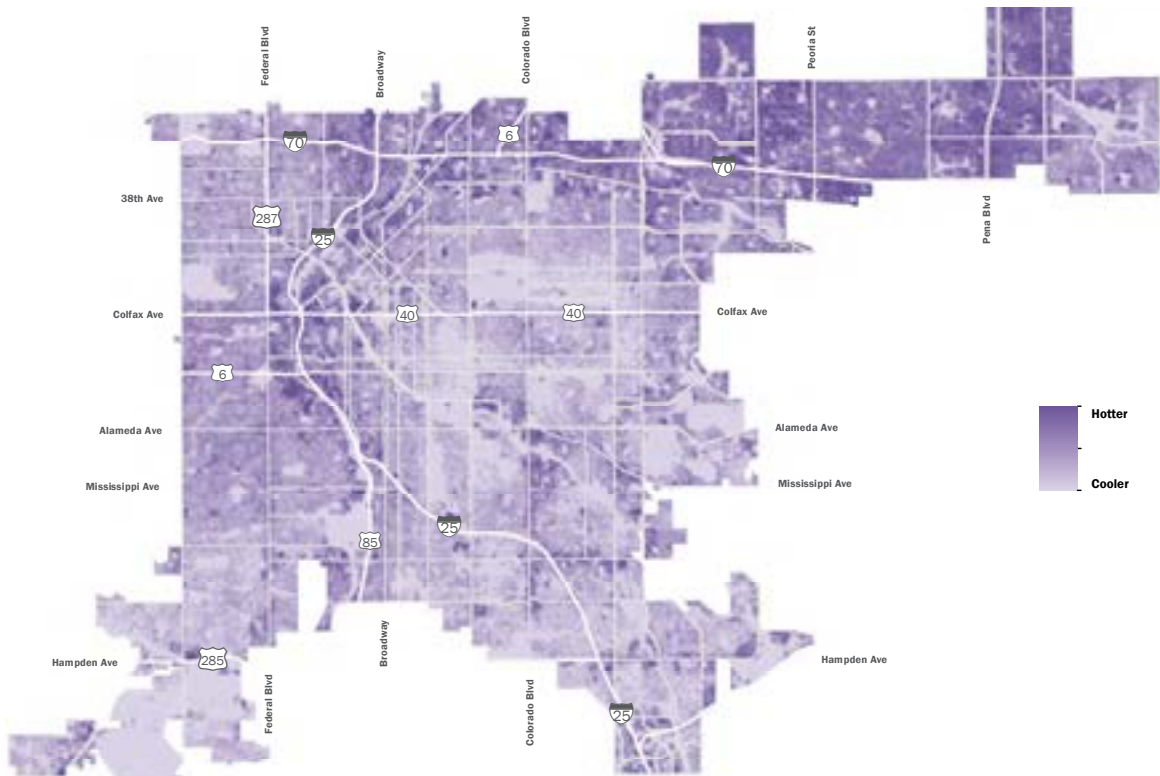 Federal Blvd
Broadway
Colorado Blvd
Peoria St
6
70
70
38th Ave
287
25
Pena Blvd
Colfax Ave
40
40
Colfax Ave
6
Alameda Ave
Alameda Ave
Hotter
Cooler
Mississippi Ave
Mississippi Ave
25
85
Broadway
Hampden Ave
285
Hampden Ave
Federal Blvd
Colorado Blvd
25